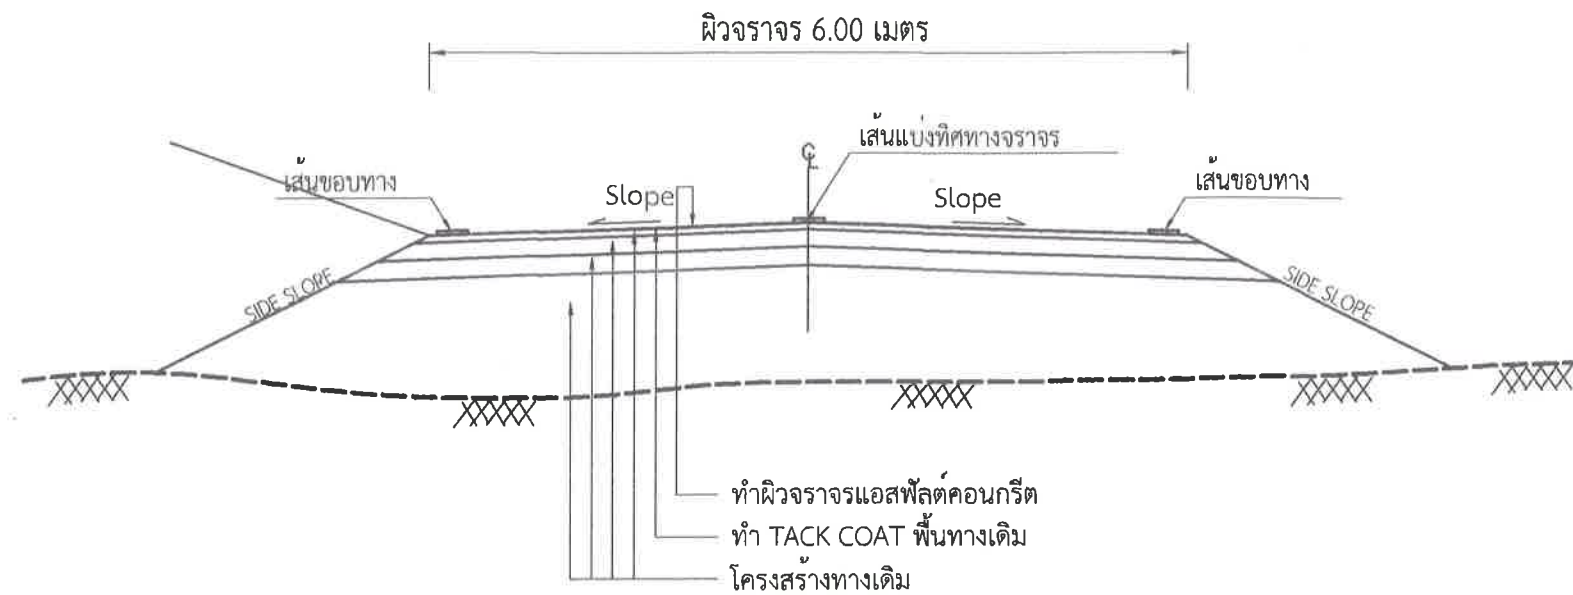 ผิวจราจร 6.00 เมตร
เส้นแบ่งทิศทางจราจร
℄
เส้นขอบทาง
Slope
Slope
เส้นขอบทาง
SIDE SLOPE
SIDE SLOPE
ทำผิวจราจรแอสฟัลต์คอนกรีต
ทำ TACK COAT พื้นทางเดิม
โครงสร้างทางเดิม